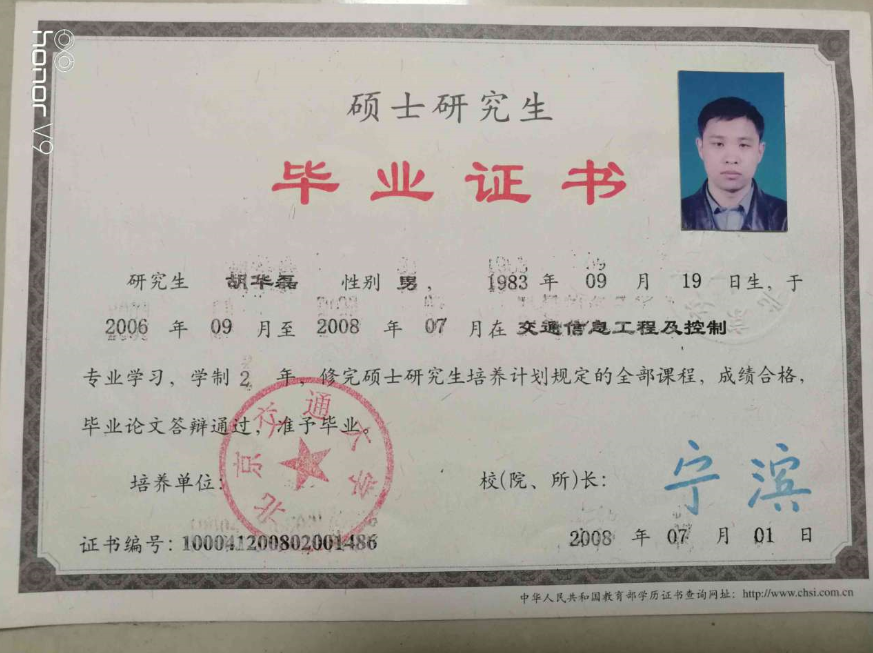 硕士研究生
毕业证书
研究生 胡华磊 性别 男， 1983 年 09 月 19 日生，于
2006 年 09 月至 2008 年 07 月在 交通信息工程及控制
专业学习，学制 2 年，修完硕士研究生培养计划规定的全部课程，成绩合格，
毕业论文答辩通过，准予毕业。
北京交通大学
培养单位：
校(院、所)长：
宁滨
证书编号：100041200802001486
2008 年 07 月 01 日
中华人民共和国教育部学历证书查询网址：http://www.chsi.com.cn
honor V9